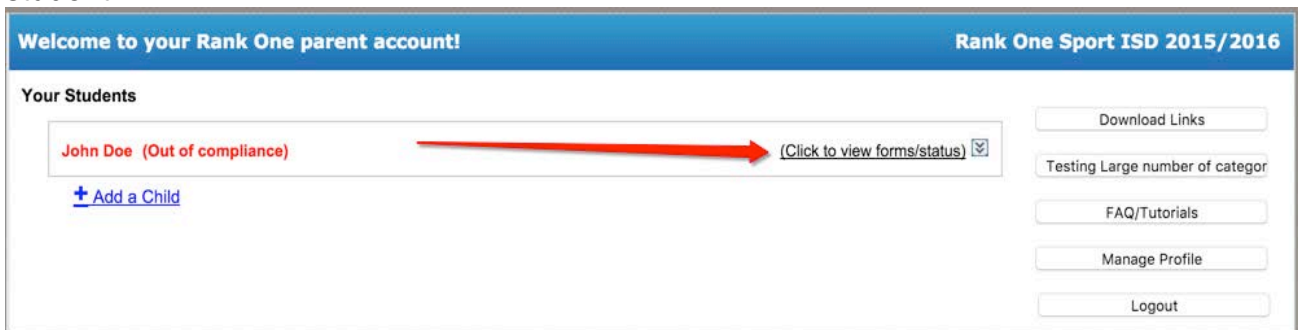 Welcome to your Rank One parent account! Rank One Sport ISD 2015/2016
Your Students
Download Links
John Doe (Out of compliance) (Click to view forms/status)
Testing Large number of categor
+ Add a Child
FAQ/Tutorials
Manage Profile
Logout